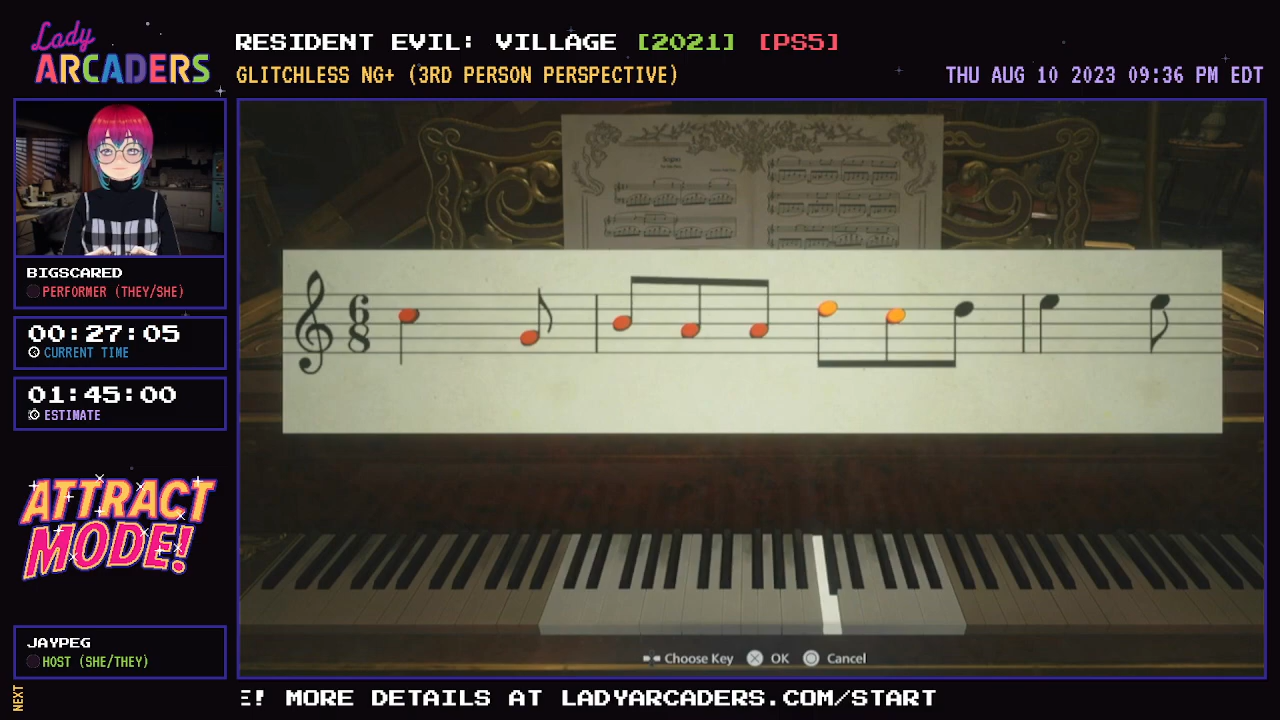 Lady
ARCADERS
RESIDENT EVIL: VILLAGE [2021] [PS5]
GLITCHLESS NG+ (3RD PERSON PERSPECTIVE)
THU AUG 10 2023 09:36 PM EDT
BIGSCARED
PERFORMER (THEY/SHE)
00:27:05
CURRENT TIME
01:45:00
ESTIMATE
ATTRACT
MODE!
JAYPEG
HOST (SHE/THEY)
6
8
Choose Key OK Cancel
NEXT
E! MORE DETAILS AT LADYARCADERS.COM/START